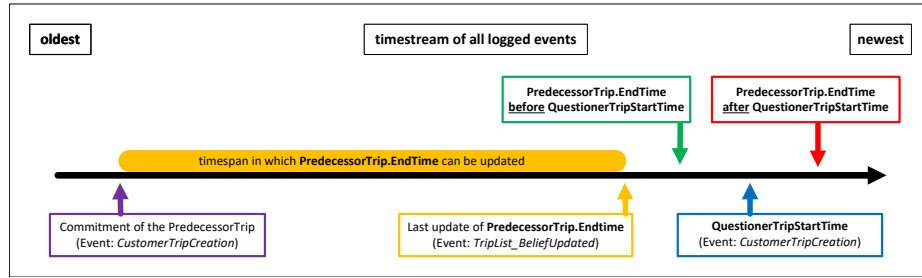 oldest
timestream of all logged events
newest
PredecessorTrip.EndTime
before QuestionerTripStartTime
PredecessorTrip.EndTime
after QuestionerTripStartTime
timespan in which PredecessorTrip.EndTime can be updated
Commitment of the PredecessorTrip
(Event: CustomerTripCreation)
Last update of PredecessorTrip.Endtime
(Event: TripList_BeliefUpdated)
QuestionerTripStartTime
(Event: CustomerTripCreation)